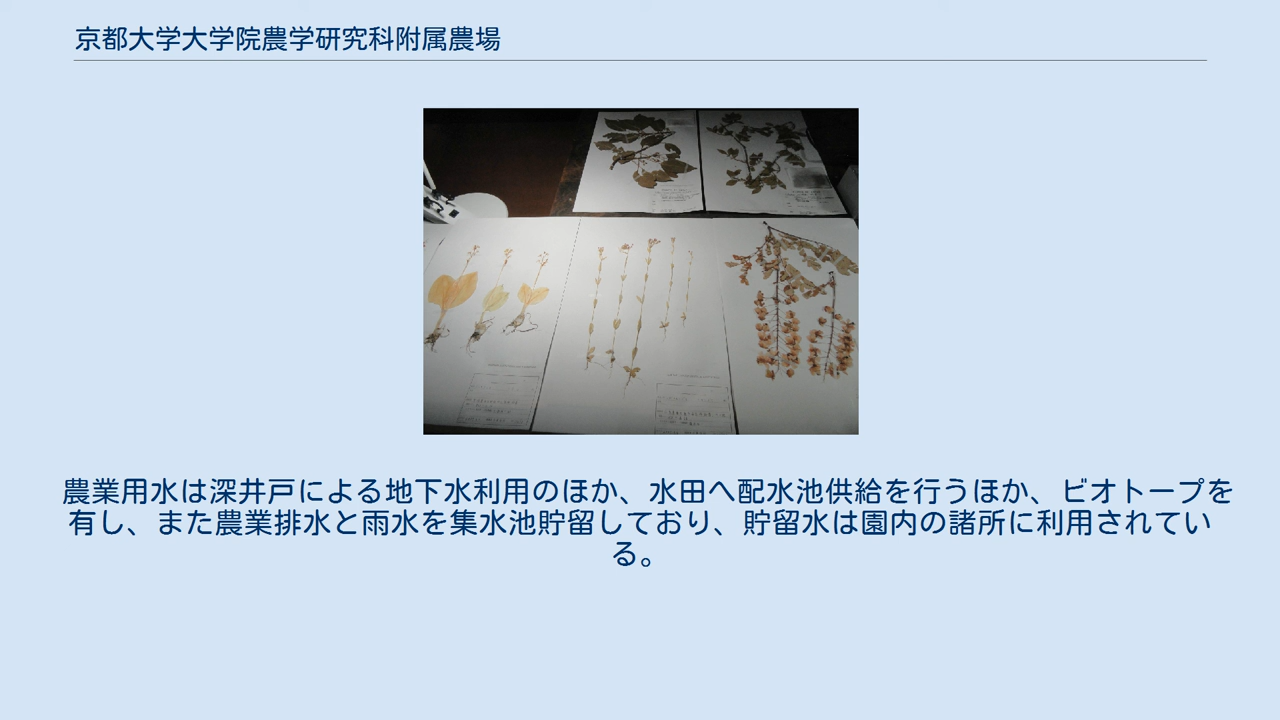 京都大学大学院農学研究科附属農場
農業用水は深井戸による地下水利用のほか、水田へ配水池供給を行うほか、ビオトープを
有し、また農業排水と雨水を集水池貯留しており、貯留水は園内の諸所に利用されてい
る。